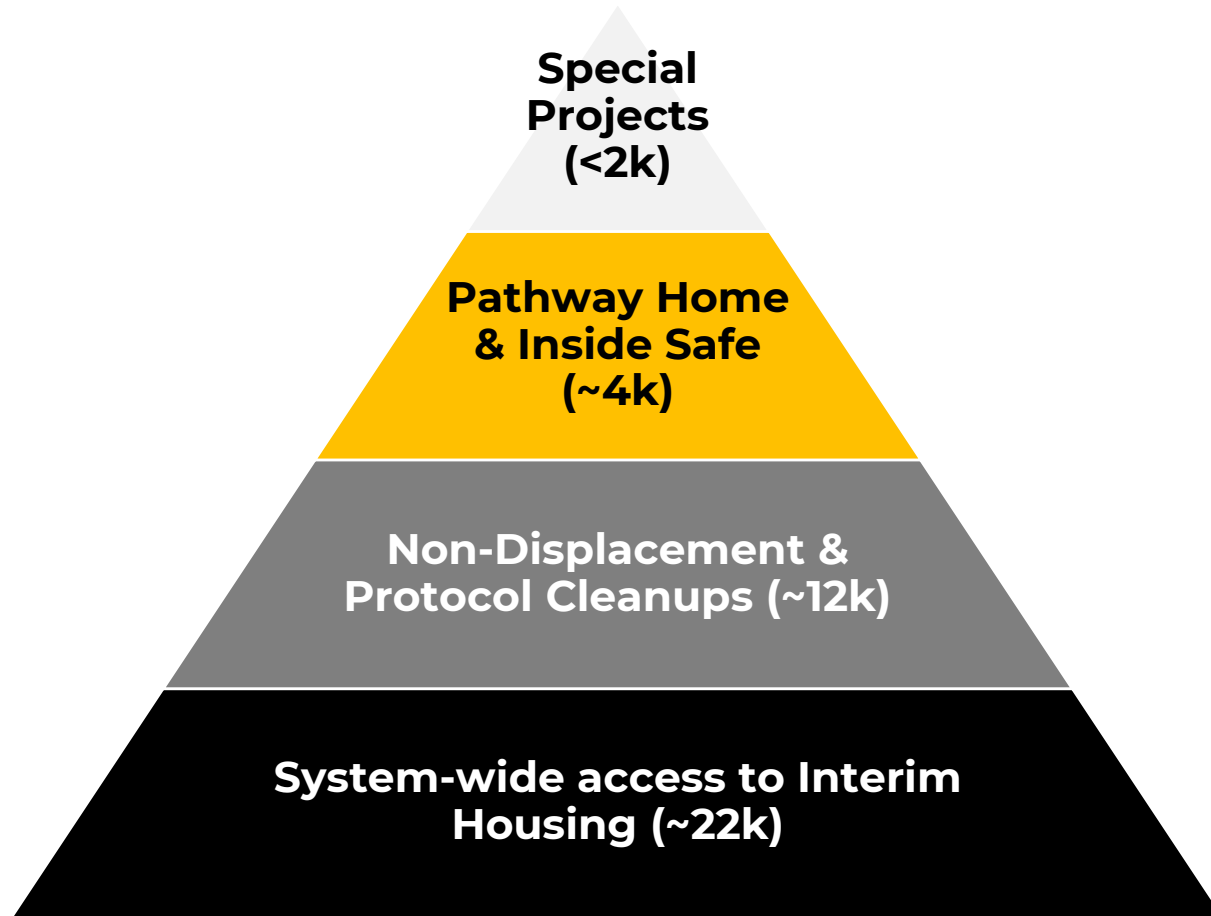 Special
Projects
(<2k)
Pathway Home
& Inside Safe
(~4k)
Non-Displacement &
Protocol Cleanups (~12k)
System-wide access to Interim
Housing (~22k)